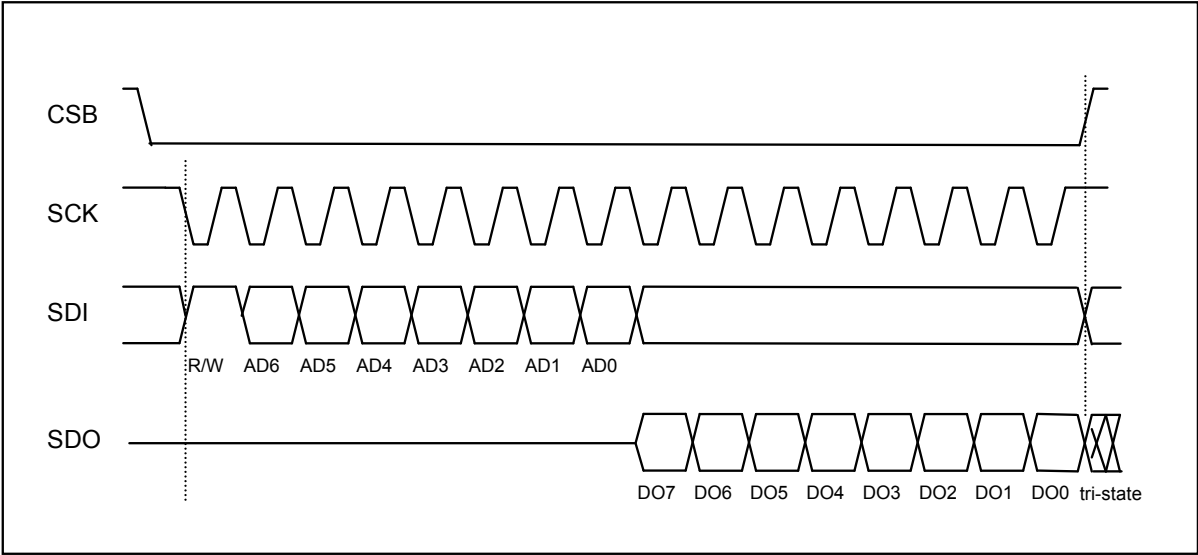 CSB
SCK
SDI
R/W AD6 AD5 AD4 AD3 AD2 AD1 AD0
SDO
DO7 DO6 DO5 DO4 DO3 DO2 DO1 DO0 tri-state